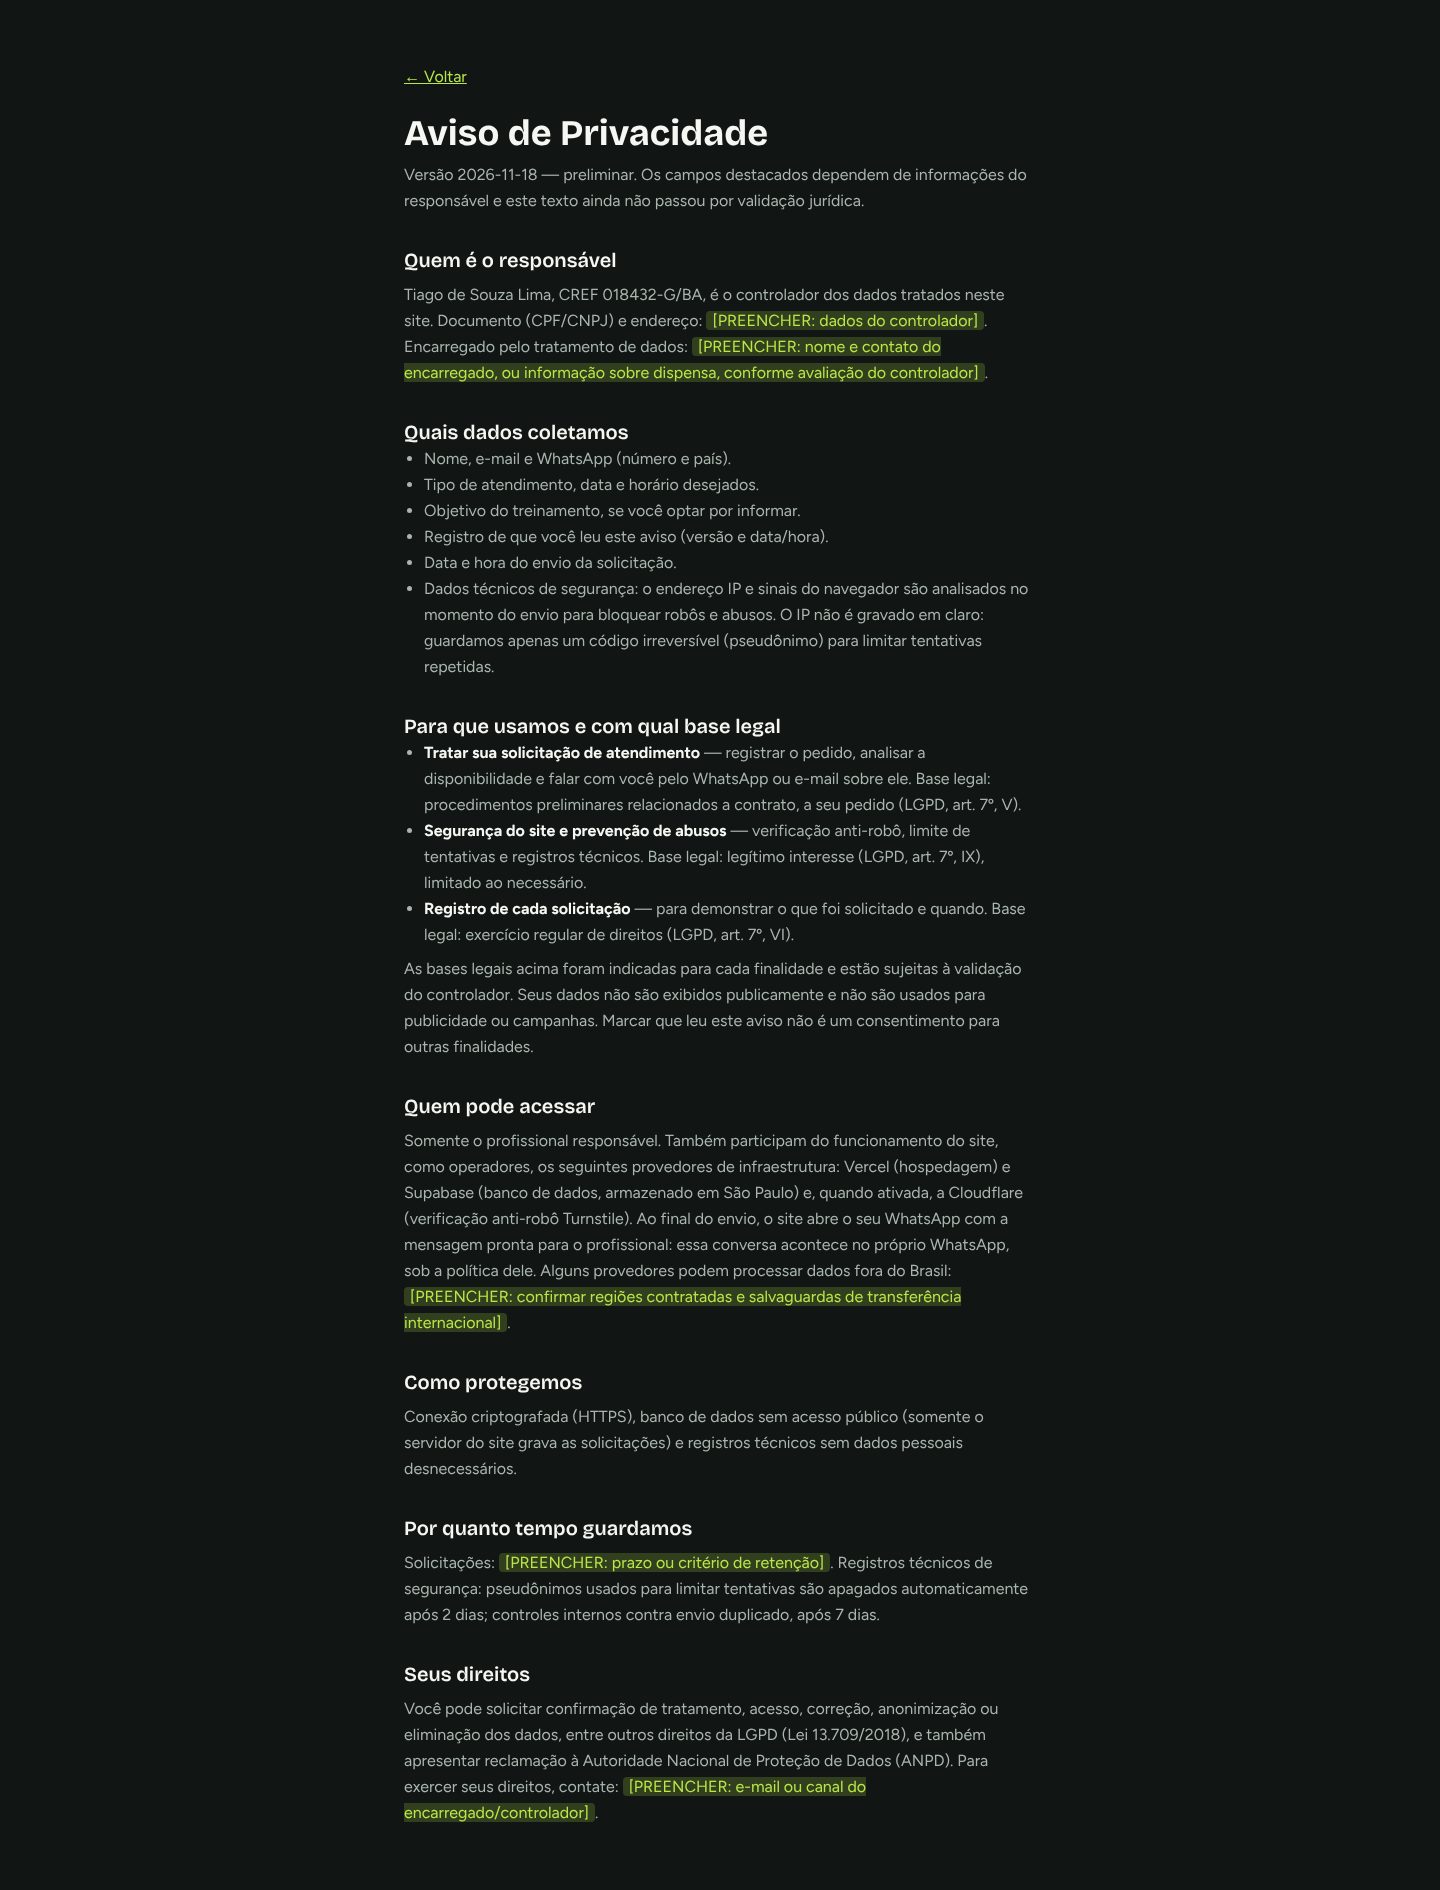 ← Voltar
Aviso de Privacidade
Versão 2026-11-18 — preliminar. Os campos destacados dependem de informações do
responsável e este texto ainda não passou por validação jurídica.
Quem é o responsável
Tiago de Souza Lima, CREF 018432-G/BA, é o controlador dos dados tratados neste
site. Documento (CPF/CNPJ) e endereço: [PREENCHER: dados do controlador] .
Encarregado pelo tratamento de dados: [PREENCHER: nome e contato do
encarregado, ou informação sobre dispensa, conforme avaliação do controlador] .
Quais dados coletamos
• Nome, e-mail e WhatsApp (número e país).
• Tipo de atendimento, data e horário desejados.
• Objetivo do treinamento, se você optar por informar.
• Registro de que você leu este aviso (versão e data/hora).
• Data e hora do envio da solicitação.
• Dados técnicos de segurança: o endereço IP e sinais do navegador são analisados no
momento do envio para bloquear robôs e abusos. O IP não é gravado em claro:
guardamos apenas um código irreversível (pseudônimo) para limitar tentativas
repetidas.
Para que usamos e com qual base legal
• Tratar sua solicitação de atendimento — registrar o pedido, analisar a
disponibilidade e falar com você pelo WhatsApp ou e-mail sobre ele. Base legal:
procedimentos preliminares relacionados a contrato, a seu pedido (LGPD, art. 7º, V).
• Segurança do site e prevenção de abusos — verificação anti-robô, limite de
tentativas e registros técnicos. Base legal: legítimo interesse (LGPD, art. 7º, IX),
limitado ao necessário.
• Registro de cada solicitação — para demonstrar o que foi solicitado e quando. Base
legal: exercício regular de direitos (LGPD, art. 7º, VI).
As bases legais acima foram indicadas para cada finalidade e estão sujeitas à validação
do controlador. Seus dados não são exibidos publicamente e não são usados para
publicidade ou campanhas. Marcar que leu este aviso não é um consentimento para
outras finalidades.
Quem pode acessar
Somente o profissional responsável. Também participam do funcionamento do site,
como operadores, os seguintes provedores de infraestrutura: Vercel (hospedagem) e
Supabase (banco de dados, armazenado em São Paulo) e, quando ativada, a Cloudflare
(verificação anti-robô Turnstile). Ao final do envio, o site abre o seu WhatsApp com a
mensagem pronta para o profissional: essa conversa acontece no próprio WhatsApp,
sob a política dele. Alguns provedores podem processar dados fora do Brasil:
[PREENCHER: confirmar regiões contratadas e salvaguardas de transferência
internacional] .
Como protegemos
Conexão criptografada (HTTPS), banco de dados sem acesso público (somente o
servidor do site grava as solicitações) e registros técnicos sem dados pessoais
desnecessários.
Por quanto tempo guardamos
Solicitações: [PREENCHER: prazo ou critério de retenção] . Registros técnicos de
segurança: pseudônimos usados para limitar tentativas são apagados automaticamente
após 2 dias; controles internos contra envio duplicado, após 7 dias.
Seus direitos
Você pode solicitar confirmação de tratamento, acesso, correção, anonimização ou
eliminação dos dados, entre outros direitos da LGPD (Lei 13.709/2018), e também
apresentar reclamação à Autoridade Nacional de Proteção de Dados (ANPD). Para
exercer seus direitos, contate: [PREENCHER: e-mail ou canal do
encarregado/controlador] .